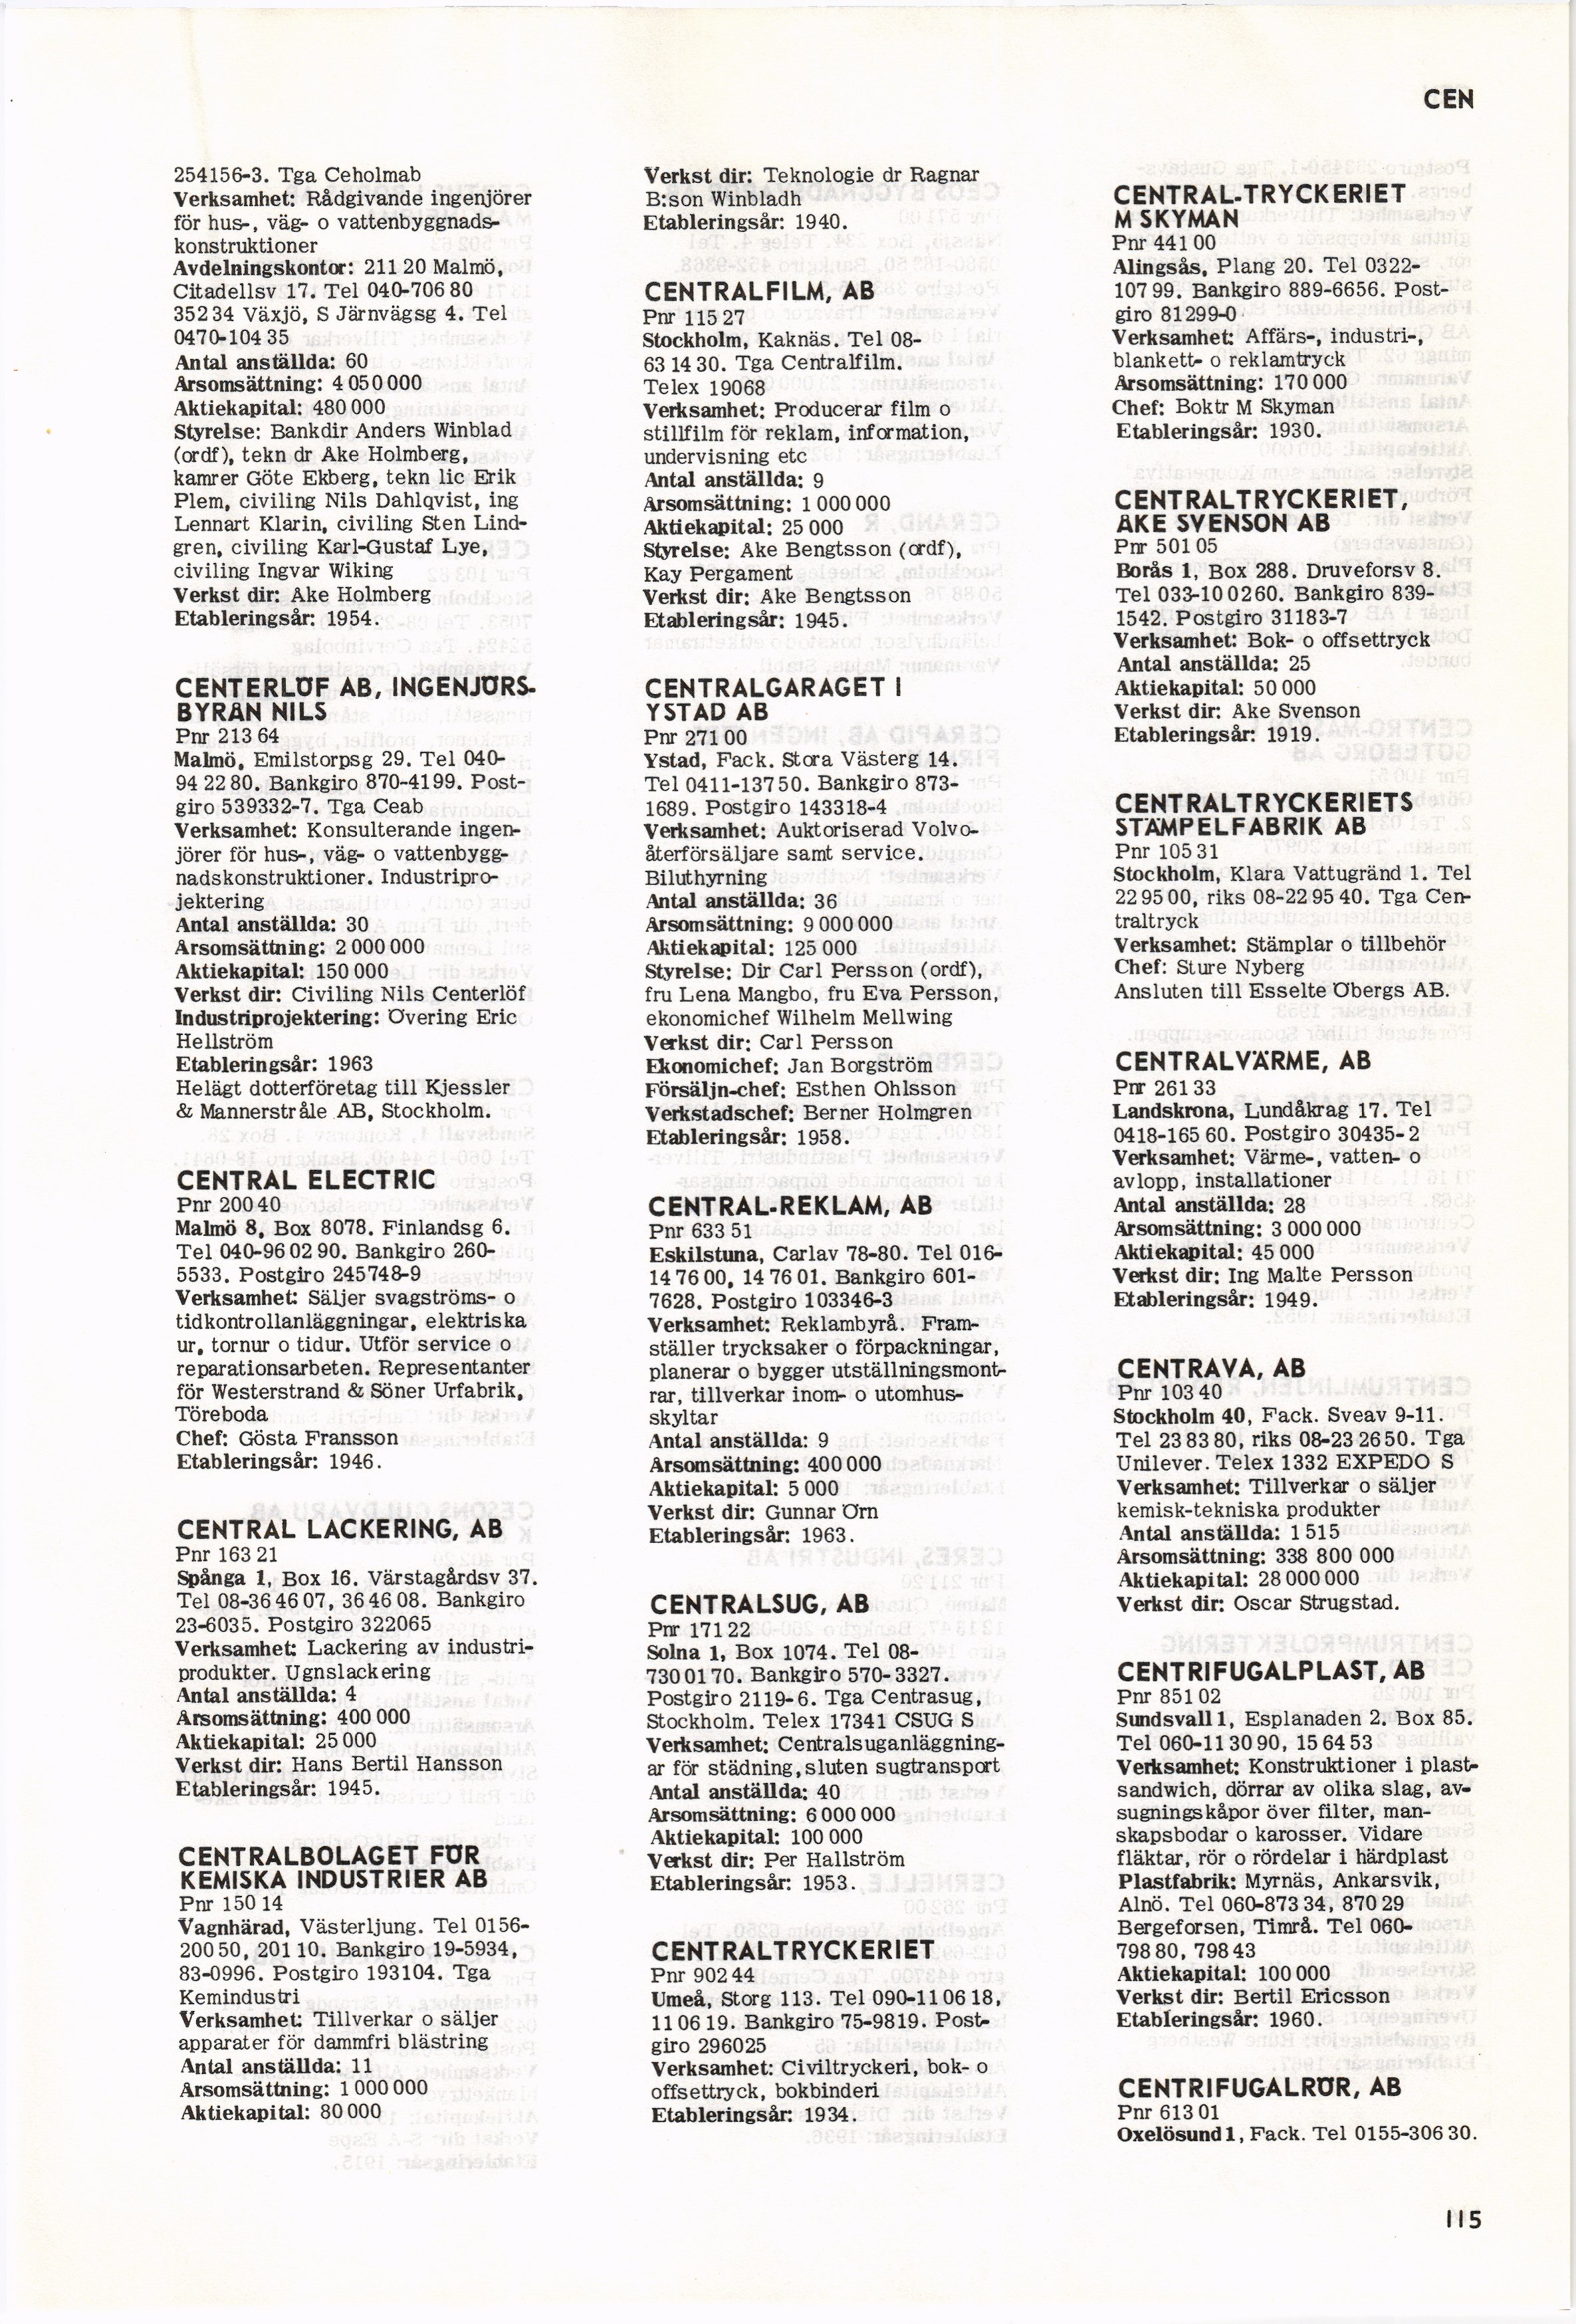 CEN
254156-3. Tga Ceholmab
Verksamhet: Rådgivande ingenjörer
för hus-, väg- o vattenbyggnads-
konstruktioner
Avdelningskontor: 211 20 Malmö,
Citadellsv 17. Tel 040-706 80
352 34 Växjö, S Järnvägsg 4. Tel
0470-104 35
Antal anställda: 60
Årsomsättning: 4 050 000
Aktiekapital: 480 000
Styrelse: Bankdir Anders Winblad
(ordf), tekn dr Åke Holmberg,
kamrer Göte Ekberg, tekn lic Erik
Plem, civiling Nils Dahlqvist, ing
Lennart Klarin, civiling Sten Lind-
gren, civiling Karl-Gustaf Lye,
civiling Ingvar Wiking
Verkst dir: Åke Holmberg
Etableringsår: 1954.
CENTERLÖF AB, INGENJÖRS-
BYRÅN NILS
Pnr 213 64
Malmö, Emilstorpsg 29. Tel 040-
94 22 80. Bankgiro 870-4199. Post-
giro 539332-7. Tga Ceab
Verksamhet: Konsulterande ingen-
jörer för hus-, väg- o vattenbygg-
nadskonstruktioner. Industripro-
jektering
Antal anställda: 30
Årsomsättning: 2 000 000
Aktiekapital: 150 000
Verkst dir: Civiling Nils Centerlöf
Industriprojektering: Övering Eric
Hellström
Etableringsår: 1963
Helägt dotterföretag till Kjessler
& Mannerstråle AB, Stockholm.
CENTRAL ELECTRIC
Pnr 200 40
Malmö 8, Box 8078. Finlandsg 6.
Tel 040-96 02 90. Bankgiro 260-
5533. Postgiro 245748-9
Verksamhet: Säljer svagströms- o
tidkontrollanläggningar, elektriska
ur, tornur o tidur. Utför service o
reparationsarbeten. Representanter
för Westerstrand & Söner Urfabrik,
Töreboda
Chef: Gösta Fransson
Etableringsår: 1946.
CENTRAL LACKERING, AB
Pnr 163 21
Spånga 1, Box 16. Värstagårdsv 37.
Tel 08-36 46 07, 36 46 08. Bankgiro
23-6035. Postgiro 322065
Verksamhet: Lackering av industri-
produkter. Ugnslackering
Antal anställda: 4
Årsomsättning: 400 000
Aktiekapital: 25 000
Verkst dir: Hans Bertil Hansson
Etableringsår: 1945.
CENTRALBOLAGET FÖR
KEMISKA INDUSTRIER AB
Pnr 150 14
Vagnhärad, Västerljung. Tel 0156-
200 50, 201 10. Bankgiro 19-5934,
83-0996. Postgiro 193104. Tga
Kemindustri
Verksamhet: Tillverkar o säljer
apparater för dammfri blästring
Antal anställda: 11
Årsomsättning: 1 000 000
Aktiekapital: 80 000
Verkst dir: Teknologie dr Ragnar
B:son Winbladh
Etableringsår: 1940.
CENTRALFILM, AB
Pnr 115 27
Stockholm, Kaknäs. Tel 08-
63 14 30. Tga Centralfilm.
Telex 19068
Verksamhet: Producerar film o
stillfilm för reklam, information,
undervisning etc
Antal anställda: 9
Årsomsättning: 1 000 000
Aktiekapital: 25 000
Styrelse: Åke Bengtsson (ordf),
Kay Pergament
Verkst dir: Åke Bengtsson
Etableringsår: 1945.
CENTRALGARAGET I
YSTAD AB
Pnr 271 00
Ystad, Fack. Stora Västerg 14.
Tel 0411-137 50. Bankgiro 873-
1689. Postgiro 143318-4
Verksamhet: Auktoriserad Volvo-
återförsäljare samt service.
Biluthyrning
Antal anställda: 36
Årsomsättning: 9 000 000
Aktiekapital: 125 000
Styrelse: Dir Carl Persson (ordf),
fru Lena Mangbo, fru Eva Persson,
ekonomichef Wilhelm Mellwing
Verkst dir: Carl Persson
Ekonomichef: Jan Borgström
Försäljn-chef: Esthen Ohlsson
Verkstadschef: Berner Holmgren
Etableringsår: 1958.
CENTRAL-REKLAM, AB
Pnr 633 51
Eskilstuna, Carlav 78-80. Tel 016-
14 76 00, 14 76 01. Bankgiro 601-
7628. Postgiro 103346-3
Verksamhet: Reklambyrå. Fram-
ställer trycksaker o förpackningar,
planerar o bygger utställningsmont-
rar, tillverkar inom- o utomhus-
skyltar
Antal anställda: 9
Årsomsättning: 400 000
Aktiekapital: 5 000
Verkst dir: Gunnar Örn
Etableringsår: 1963.
CENTRALSUG, AB
Pnr 171 22
Solna 1, Box 1074. Tel 08-
730 01 70. Bankgiro 570-3327.
Postgiro 2119-6. Tga Centrasug,
Stockholm. Telex 17341 CSUG S
Verksamhet: Centralsuganläggning-
ar för städning, sluten sugtransport
Antal anställda: 40
Årsomsättning: 6 000 000
Aktiekapital: 100 000
Verkst dir: Per Hallström
Etableringsår: 1953.
CENTRALTRYCKERIET
Pnr 902 44
Umeå, Storg 113. Tel 090-11 06 18,
11 06 19. Bankgiro 75-9819. Post-
giro 296025
Verksamhet: Civiltryckeri, bok- o
offsettryck, bokbinderi
Etableringsår: 1934.
CENTRAL-TRYCKERIET
M SKYMAN
Pnr 441 00
Alingsås, Plang 20. Tel 0322-
107 99. Bankgiro 889-6656. Post-
giro 81299-0
Verksamhet: Affärs-, industri-,
blankett- o reklamtryck
Årsomsättning: 170 000
Chef: Boktr M Skyman
Etableringsår: 1930.
CENTRALTRYCKERIET,
ÅKE SVENSON AB
Pnr 501 05
Borås 1, Box 288. Druveforsv 8.
Tel 033-10 02 60. Bankgiro 839-
1542. Postgiro 31183-7
Verksamhet: Bok- o offsettryck
Antal anställda: 25
Aktiekapital: 50 000
Verkst dir: Åke Svenson
Etableringsår: 1919.
CENTRALTRYCKERIETS
STÄMPELFABRIK AB
Pnr 105 31
Stockholm, Klara Vattugränd 1. Tel
22 95 00, riks 08-22 95 40. Tga Cen-
traltryck
Verksamhet: Stämplar o tillbehör
Chef: Sture Nyberg
Ansluten till Esselte Öbergs AB.
CENTRALVÄRME, AB
Pnr 261 33
Landskrona, Lundåkrag 17. Tel
0418-165 60. Postgiro 30435-2
Verksamhet: Värme-, vatten- o
avlopp, installationer
Antal anställda: 28
Årsomsättning: 3 000 000
Aktiekapital: 45 000
Verkst dir: Ing Malte Persson
Etableringsår: 1949.
CENTRAVA, AB
Pnr 103 40
Stockholm 40, Fack. Sveav 9-11.
Tel 23 83 80, riks 08-23 26 50. Tga
Unilever. Telex 1332 EXPEDO S
Verksamhet: Tillverkar o säljer
kemisk-tekniska produkter
Antal anställda: 1 515
Årsomsättning: 338 800 000
Aktiekapital: 28 000 000
Verkst dir: Oscar Strugstad.
CENTRIFUGALPLAST, AB
Pnr 851 02
Sundsvall 1, Esplanaden 2. Box 85.
Tel 060-11 30 90, 15 64 53
Verksamhet: Konstruktioner i plast-
sandwich, dörrar av olika slag, av-
sugningskåpor över filter, man-
skapsbodar o karosser. Vidare
fläktar, rör o rördelar i härdplast
Plastfabrik: Myrnäs, Ankarsvik,
Alnö. Tel 060-873 34, 870 29
Bergeforsen, Timrå. Tel 060-
798 80, 798 43
Aktiekapital: 100 000
Verkst dir: Bertil Ericsson
Etableringsår: 1960.
CENTRIFUGALRÖR, AB
Pnr 613 01
Oxelösund 1, Fack. Tel 0155-306 30.
115